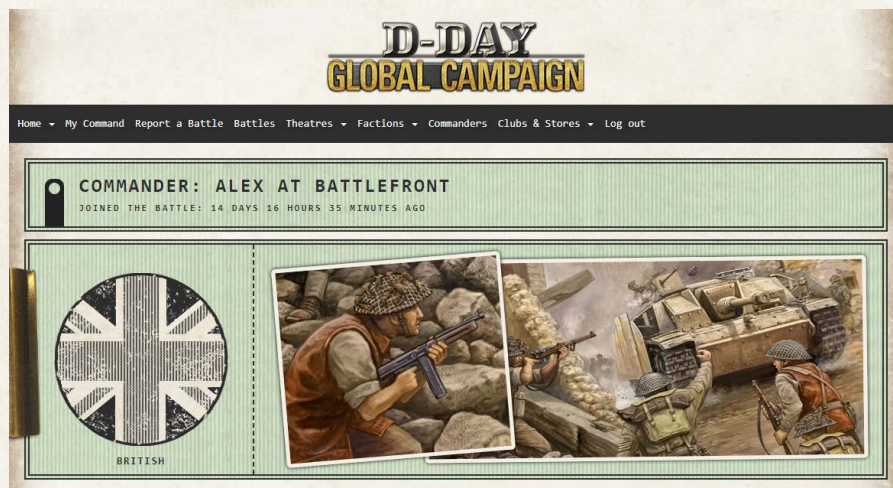 D-DAY
GLOBAL CAMPAIGN
Home My Command Report a Battle Battles Theatres Factions Commanders Clubs & Stores Log out
COMMANDER: ALEX AT BATTLEFRONT
JOINED THE BATTLE: 14 DAYS 16 HOURS 35 MINUTES AGO
BRITISH